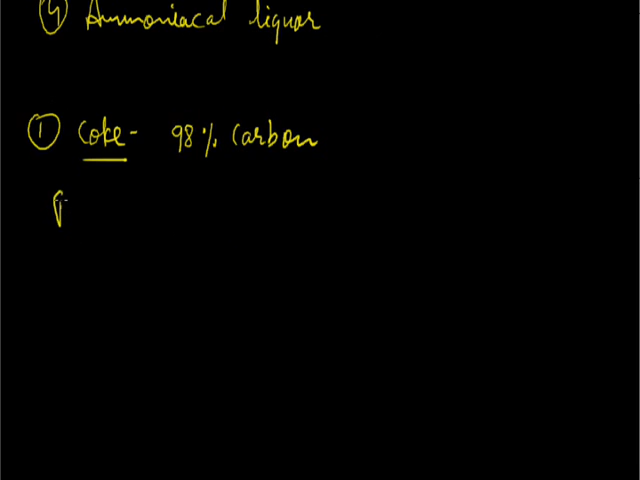 ④ Ammoniacal liquor
① Coke - 98% Carbon